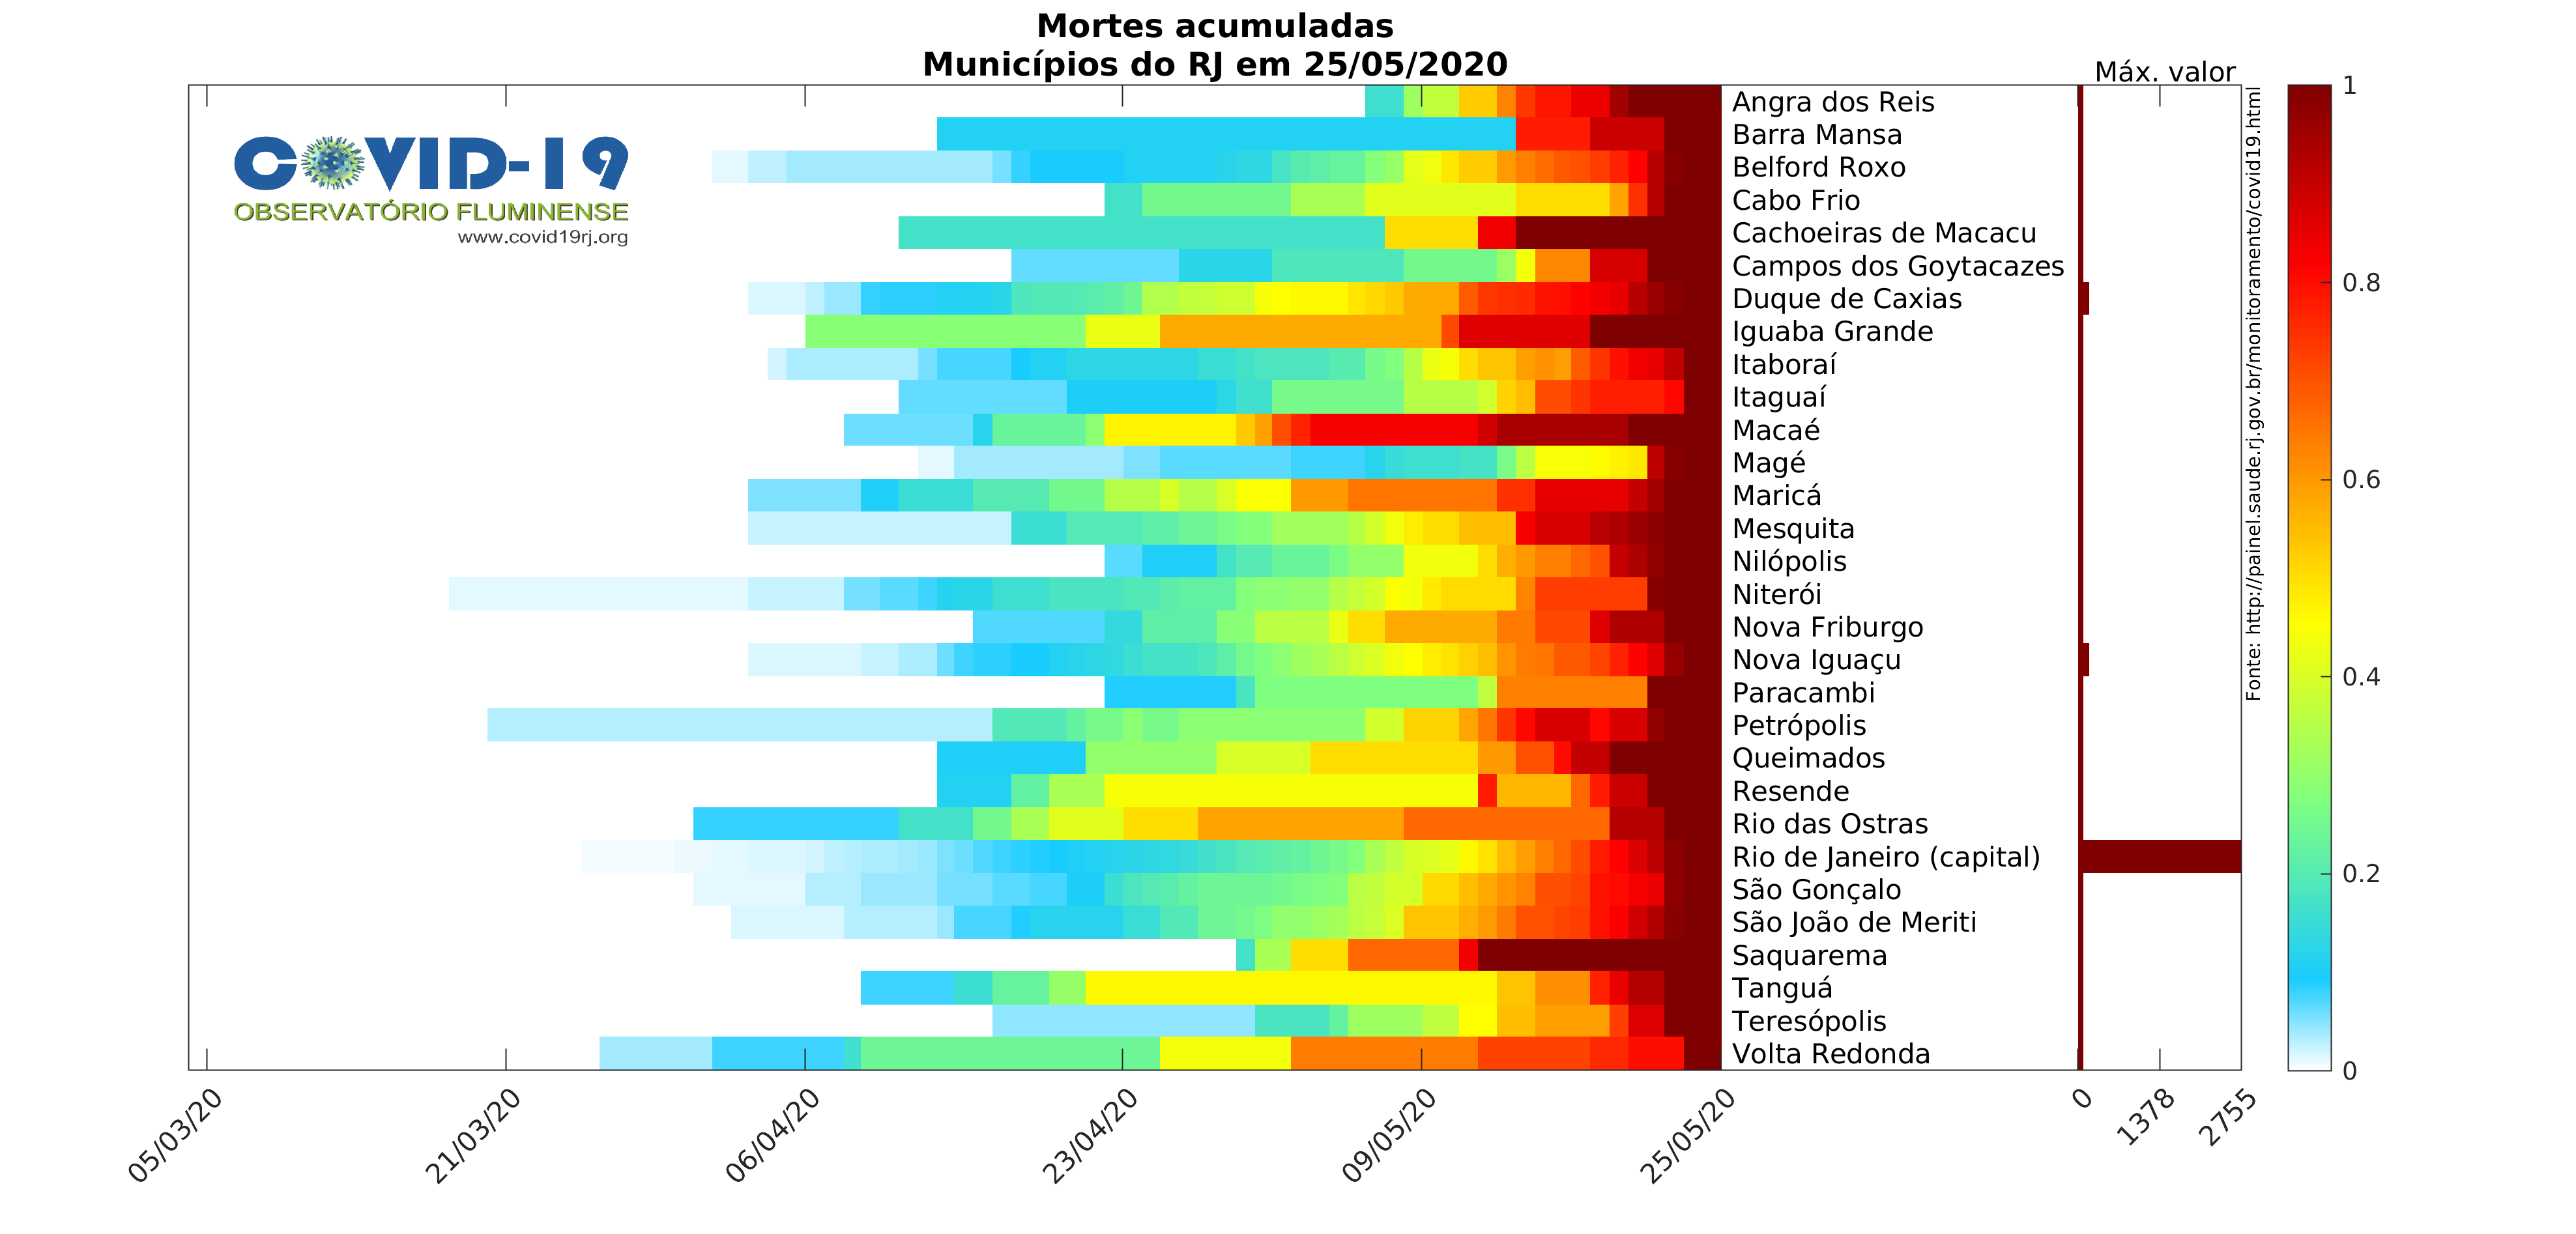 Mortes acumuladas
Municípios do RJ em 25/05/2020
Máx. valor
COVID-19
OBSERVATÓRIO FLUMINENSE
www.covid19rj.org
Angra dos Reis
Barra Mansa
Belford Roxo
Cabo Frio
Cachoeiras de Macacu
Campos dos Goytacazes
Duque de Caxias
Iguaba Grande
Itaboraí
Itaguaí
Macaé
Magé
Maricá
Mesquita
Nilópolis
Niterói
Nova Friburgo
Nova Iguaçu
Paracambi
Petrópolis
Queimados
Resende
Rio das Ostras
Rio de Janeiro (capital)
São Gonçalo
São João de Meriti
Saquarema
Tanguá
Teresópolis
Volta Redonda
Fonte: http://painel.saude.rj.gov.br/monitoramento/covid19.html
1
0.8
0.6
0.4
0.2
0
05/03/20
21/03/20
06/04/20
23/04/20
09/05/20
25/05/20
0
1378
2755